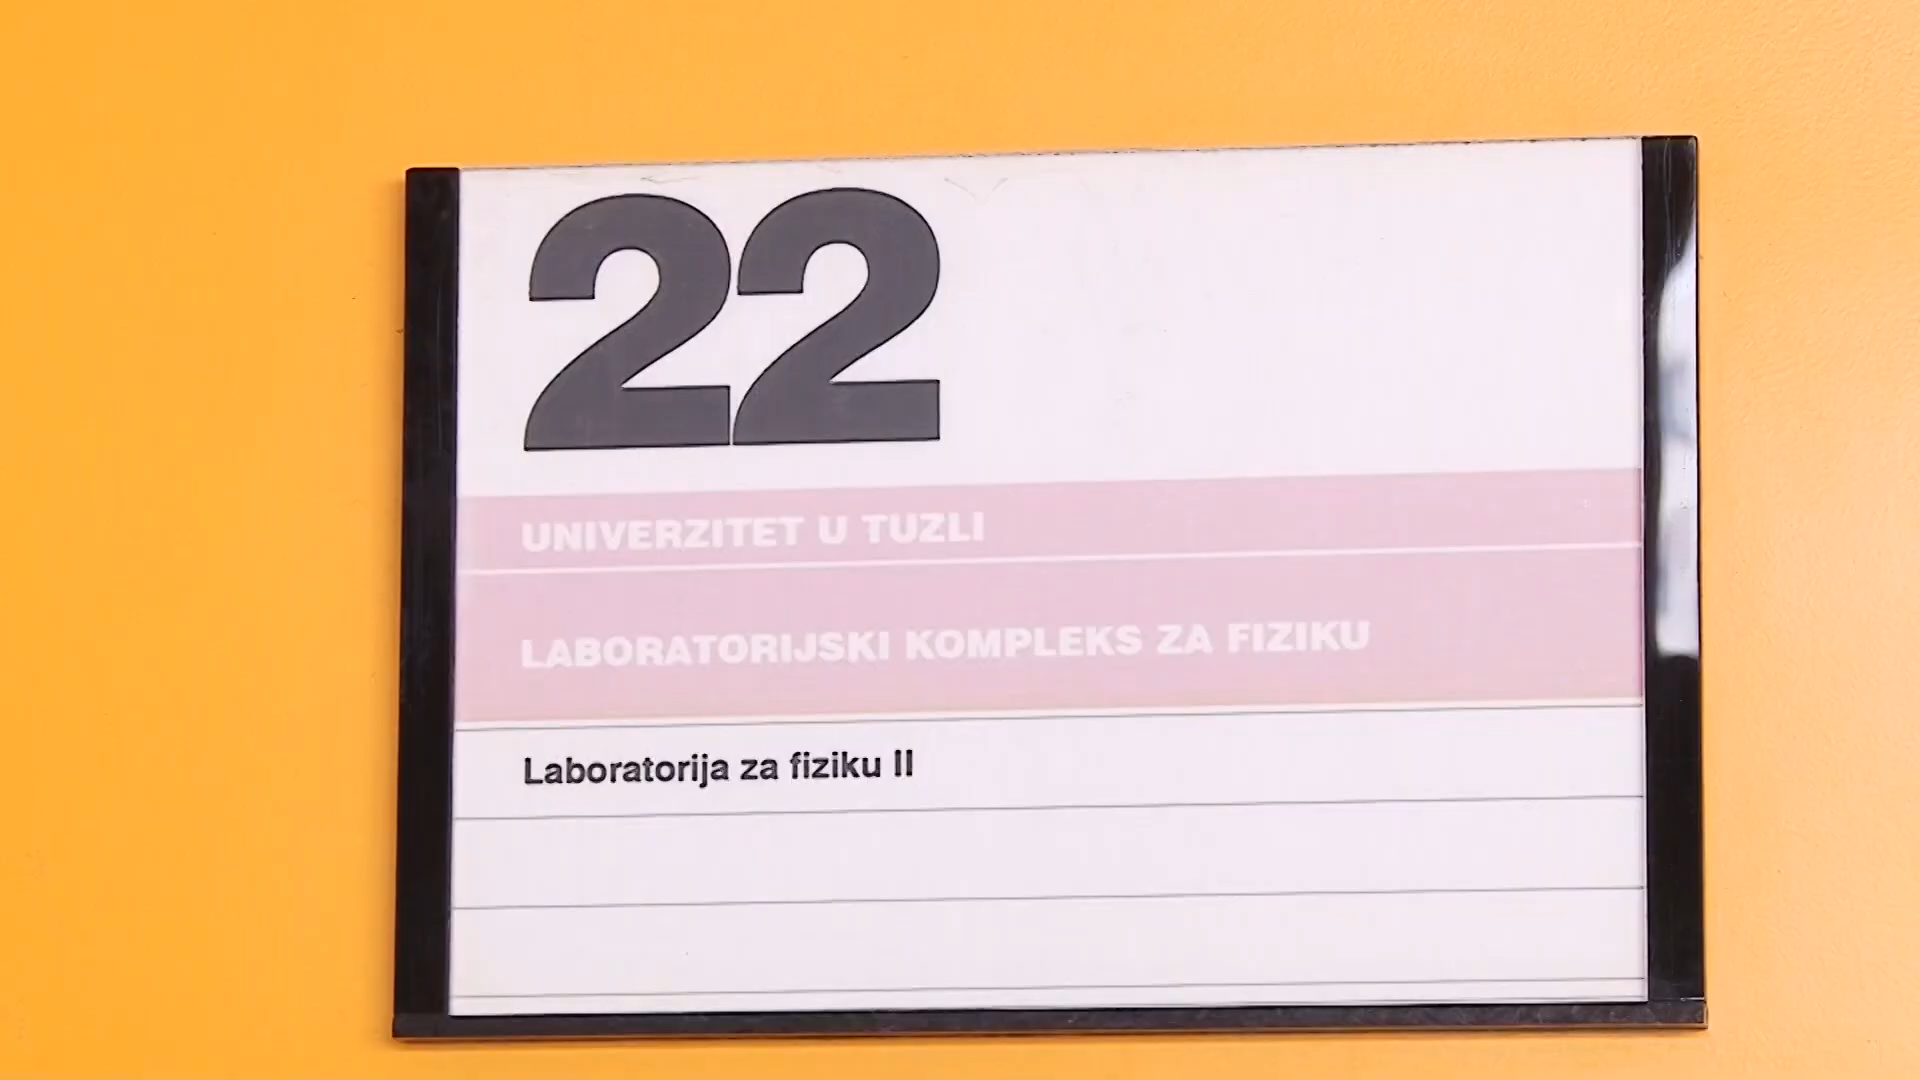 22
UNIVERZITET U TUZLI
LABORATORIJSKI KOMPLEKS ZA FIZIKU
Laboratorija za fiziku II